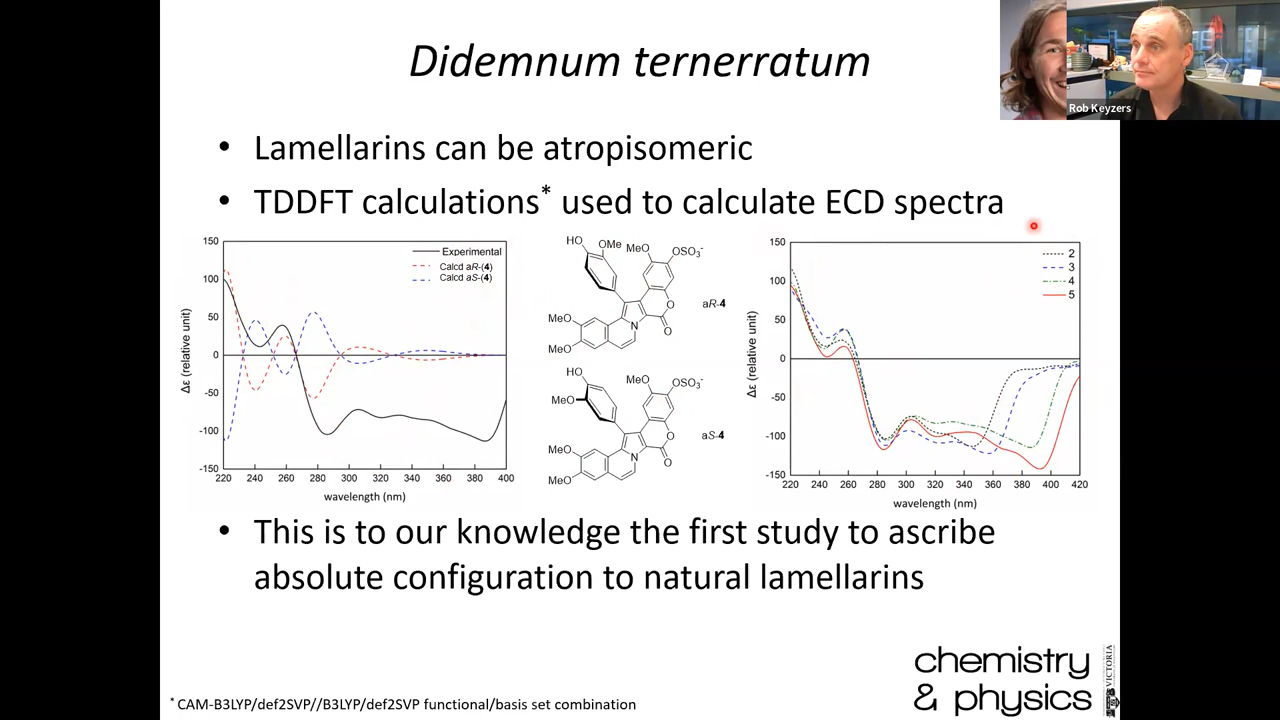 Didemnum ternerratum
Rob Keyzers
• Lamellarins can be atropisomeric
• TDDFT calculations* used to calculate ECD spectra
150
100
50
0
-50
-100
-150
Δε (relative unit)
220 240 260 280 300 320 340 360 380 400
wavelength (nm)
Experimental
Calcd aR-(4)
Calcd aS-(4)
HO
OMe
MeO
OSO3-
O
O
N
MeO
MeO
aR-4
HO
MeO
MeO
OSO3-
O
O
N
MeO
MeO
aS-4
150
100
50
0
-50
-100
-150
Δε (relative unit)
220 240 260 280 300 320 340 360 380 400 420
wavelength (nm)
2
3
4
5
• This is to our knowledge the first study to ascribe
absolute configuration to natural lamellarins
chemistry
& physics
VICTORIA
* CAM-B3LYP/def2SVP//B3LYP/def2SVP functional/basis set combination